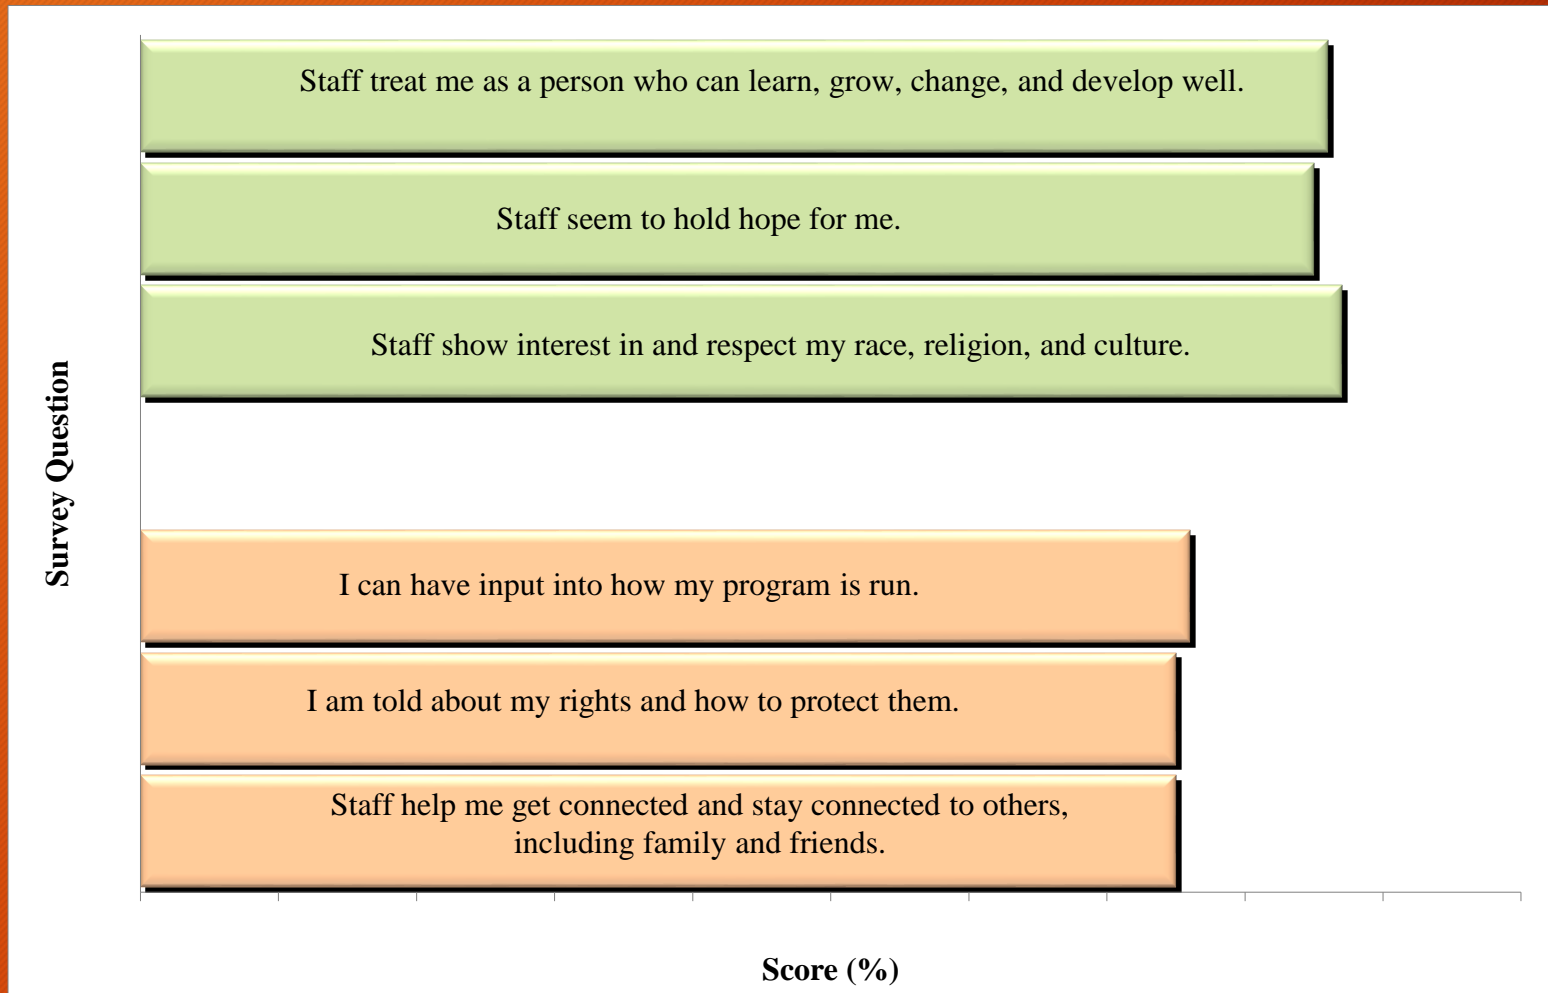 Staff treat me as a person who can learn, grow, change, and develop well.
Staff seem to hold hope for me.
Staff show interest in and respect my race, religion, and culture.
Survey Question
I can have input into how my program is run.
I am told about my rights and how to protect them.
Staff help me get connected and stay connected to others,
including family and friends.
Score (%)